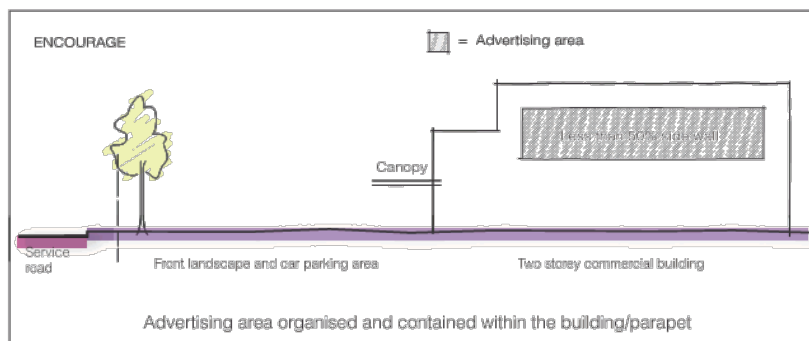 ENCOURAGE
= Advertising area
Less than 50% side wall
Canopy
Service
road
Front landscape and car parking area
Two storey commercial building
Advertising area organised and contained within the building/parapet